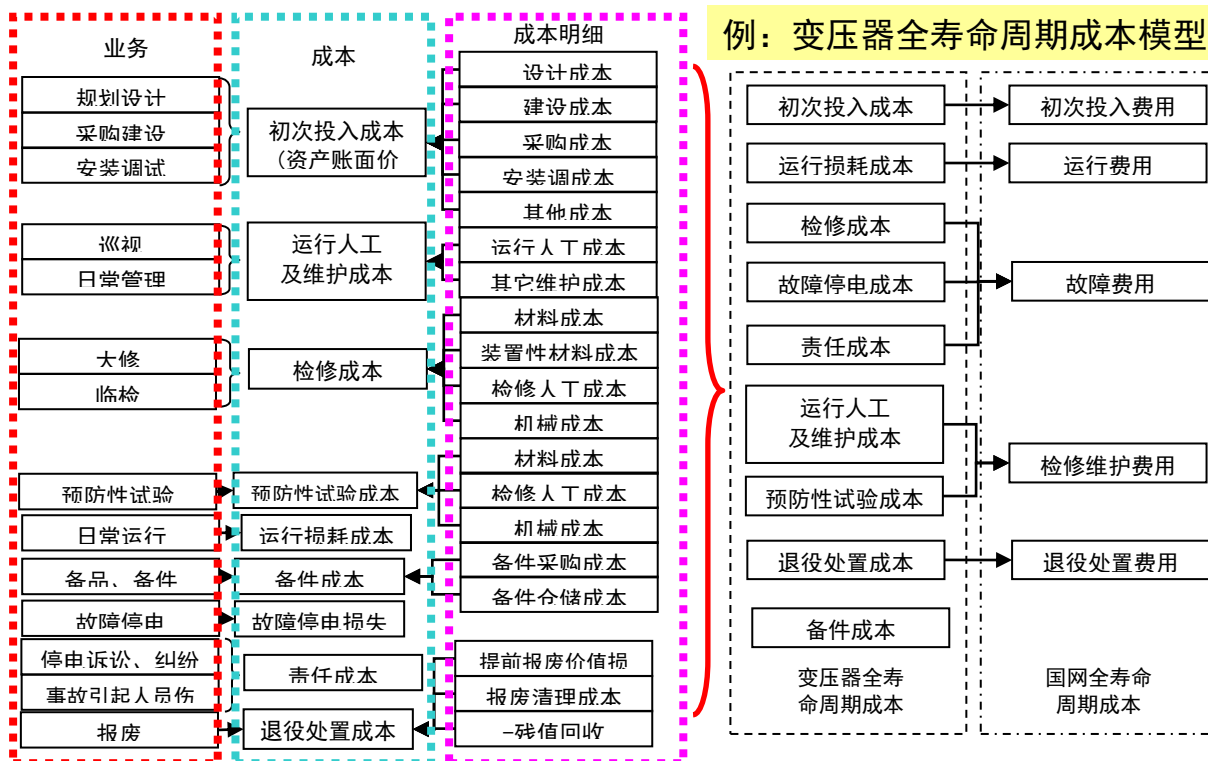 例：变压器全寿命周期成本模型
业务
规划设计
采购建设
安装调试
巡视
日常管理
大修
临检
预防性试验
日常运行
备品、备件
故障停电
停电诉讼、纠纷
事故引起人员伤
报废
成本
初次投入成本
（资产账面价
运行人工
及维护成本
检修成本
预防性试验成本
运行损耗成本
备件成本
故障停电损失
责任成本
退役处置成本
成本明细
设计成本
建设成本
采购成本
安装调成本
其他成本
运行人工成本
其它维护成本
材料成本
装置性材料成本
检修人工成本
机械成本
材料成本
检修人工成本
机械成本
备件采购成本
备件仓储成本
提前报废价值损
报废清理成本
-残值回收
初次投入成本
运行损耗成本
检修成本
故障停电成本
责任成本
运行人工
及维护成本
预防性试验成本
退役处置成本
备件成本
变压器全寿
命周期成本
初次投入费用
运行费用
故障费用
检修维护费用
退役处置费用
国网全寿命
周期成本